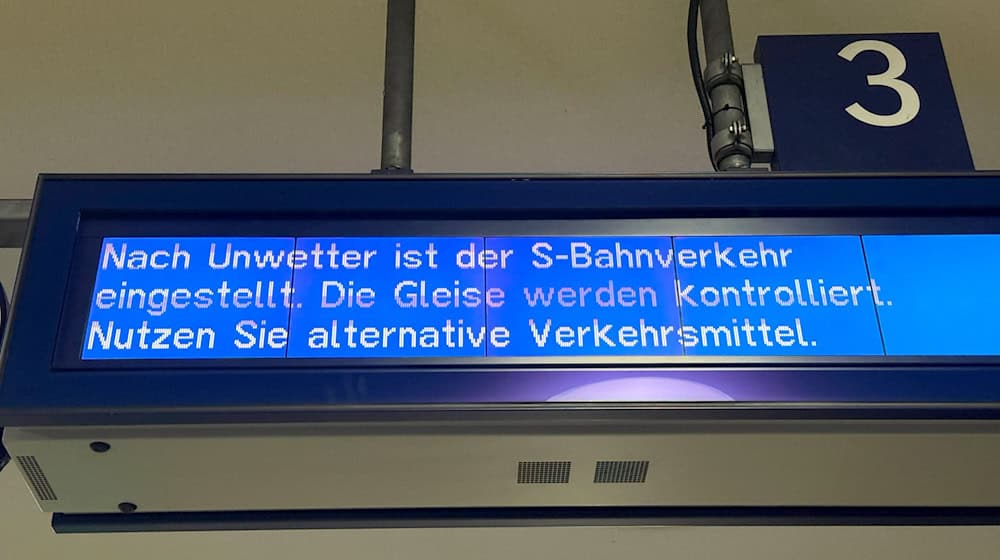 3
Nach Unwetter ist der S-Bahnverkehr
eingestellt. Die Gleise werden kontrolliert.
Nutzen Sie alternative Verkehrsmittel.